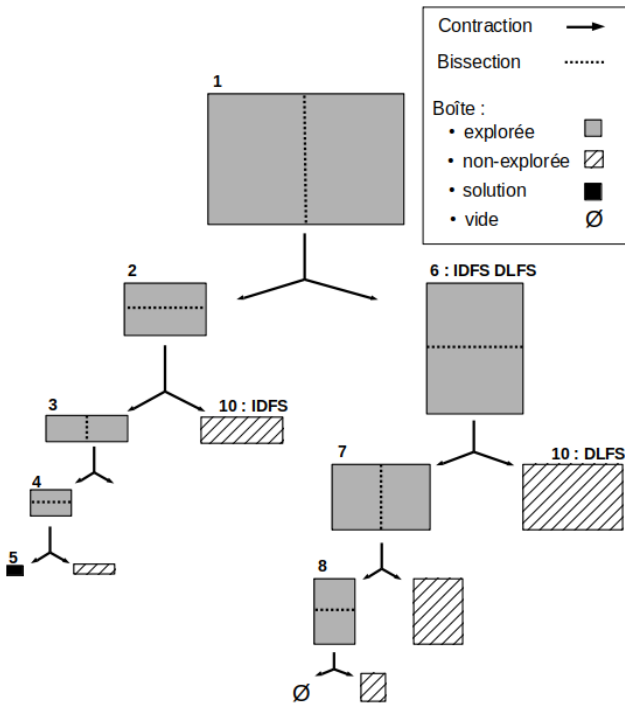 Contraction
Bissection
Boîte :
• explorée
• non-explorée
• solution
• vide
Ø
1
2
6 : IDFS DLFS
3
10 : IDFS
4
7
10 : DLFS
5
8
Ø